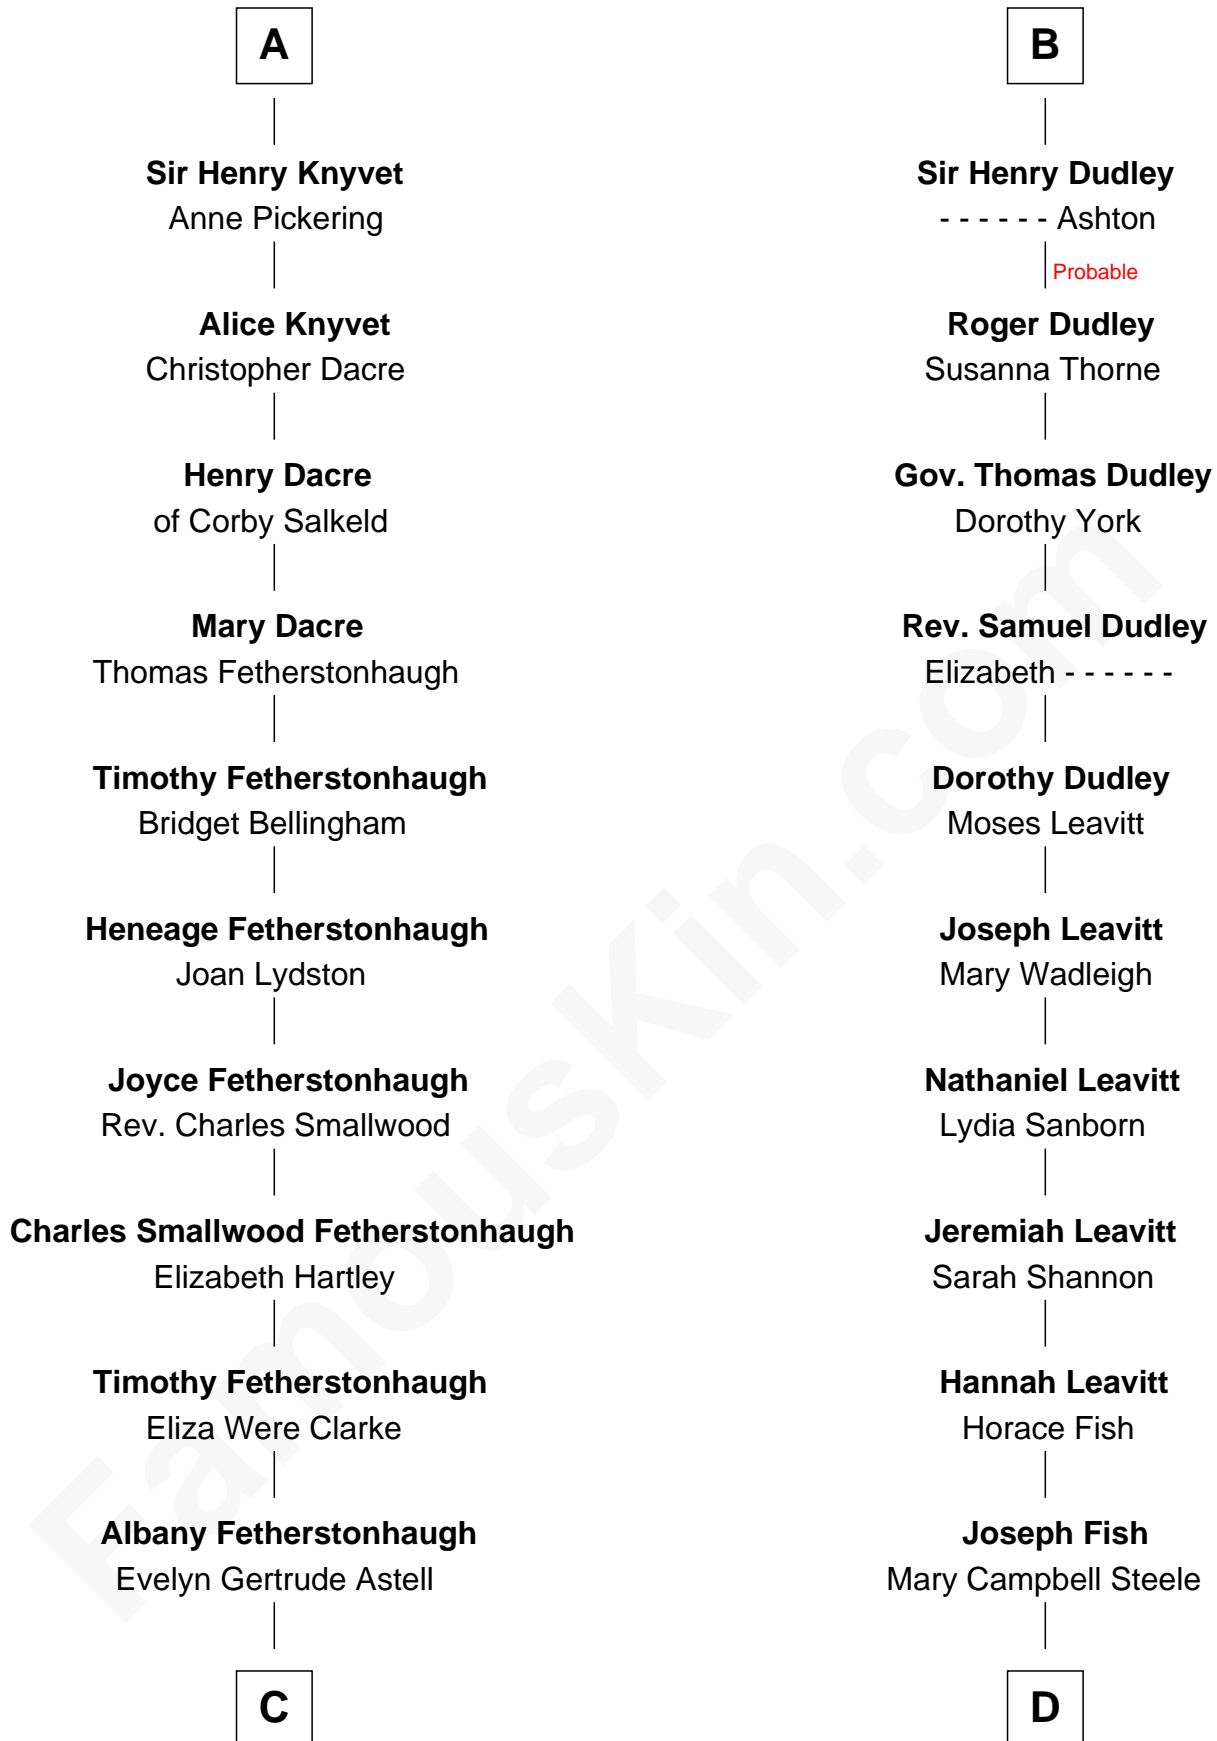 A
Sir Henry Knyvet
Anne Pickering
Alice Knyvet
Christopher Dacre
Henry Dacre
of Corby Salkeld
Mary Dacre
Thomas Fetherstonhaugh
Timothy Fetherstonhaugh
Bridget Bellingham
Heneage Fetherstonhaugh
Joan Lydston
Joyce Fetherstonhaugh
Rev. Charles Smallwood
Charles Smallwood Fetherstonhaugh
Elizabeth Hartley
Timothy Fetherstonhaugh
Eliza Were Clarke
Albany Fetherstonhaugh
Evelyn Gertrude Astell
C
B
Sir Henry Dudley
- - - - - - Ashton
Probable
Roger Dudley
Susanna Thorne
Gov. Thomas Dudley
Dorothy York
Rev. Samuel Dudley
Elizabeth - - - - - -
Dorothy Dudley
Moses Leavitt
Joseph Leavitt
Mary Wadleigh
Nathaniel Leavitt
Lydia Sanborn
Jeremiah Leavitt
Sarah Shannon
Hannah Leavitt
Horace Fish
Joseph Fish
Mary Campbell Steele
D
FamousKin.com